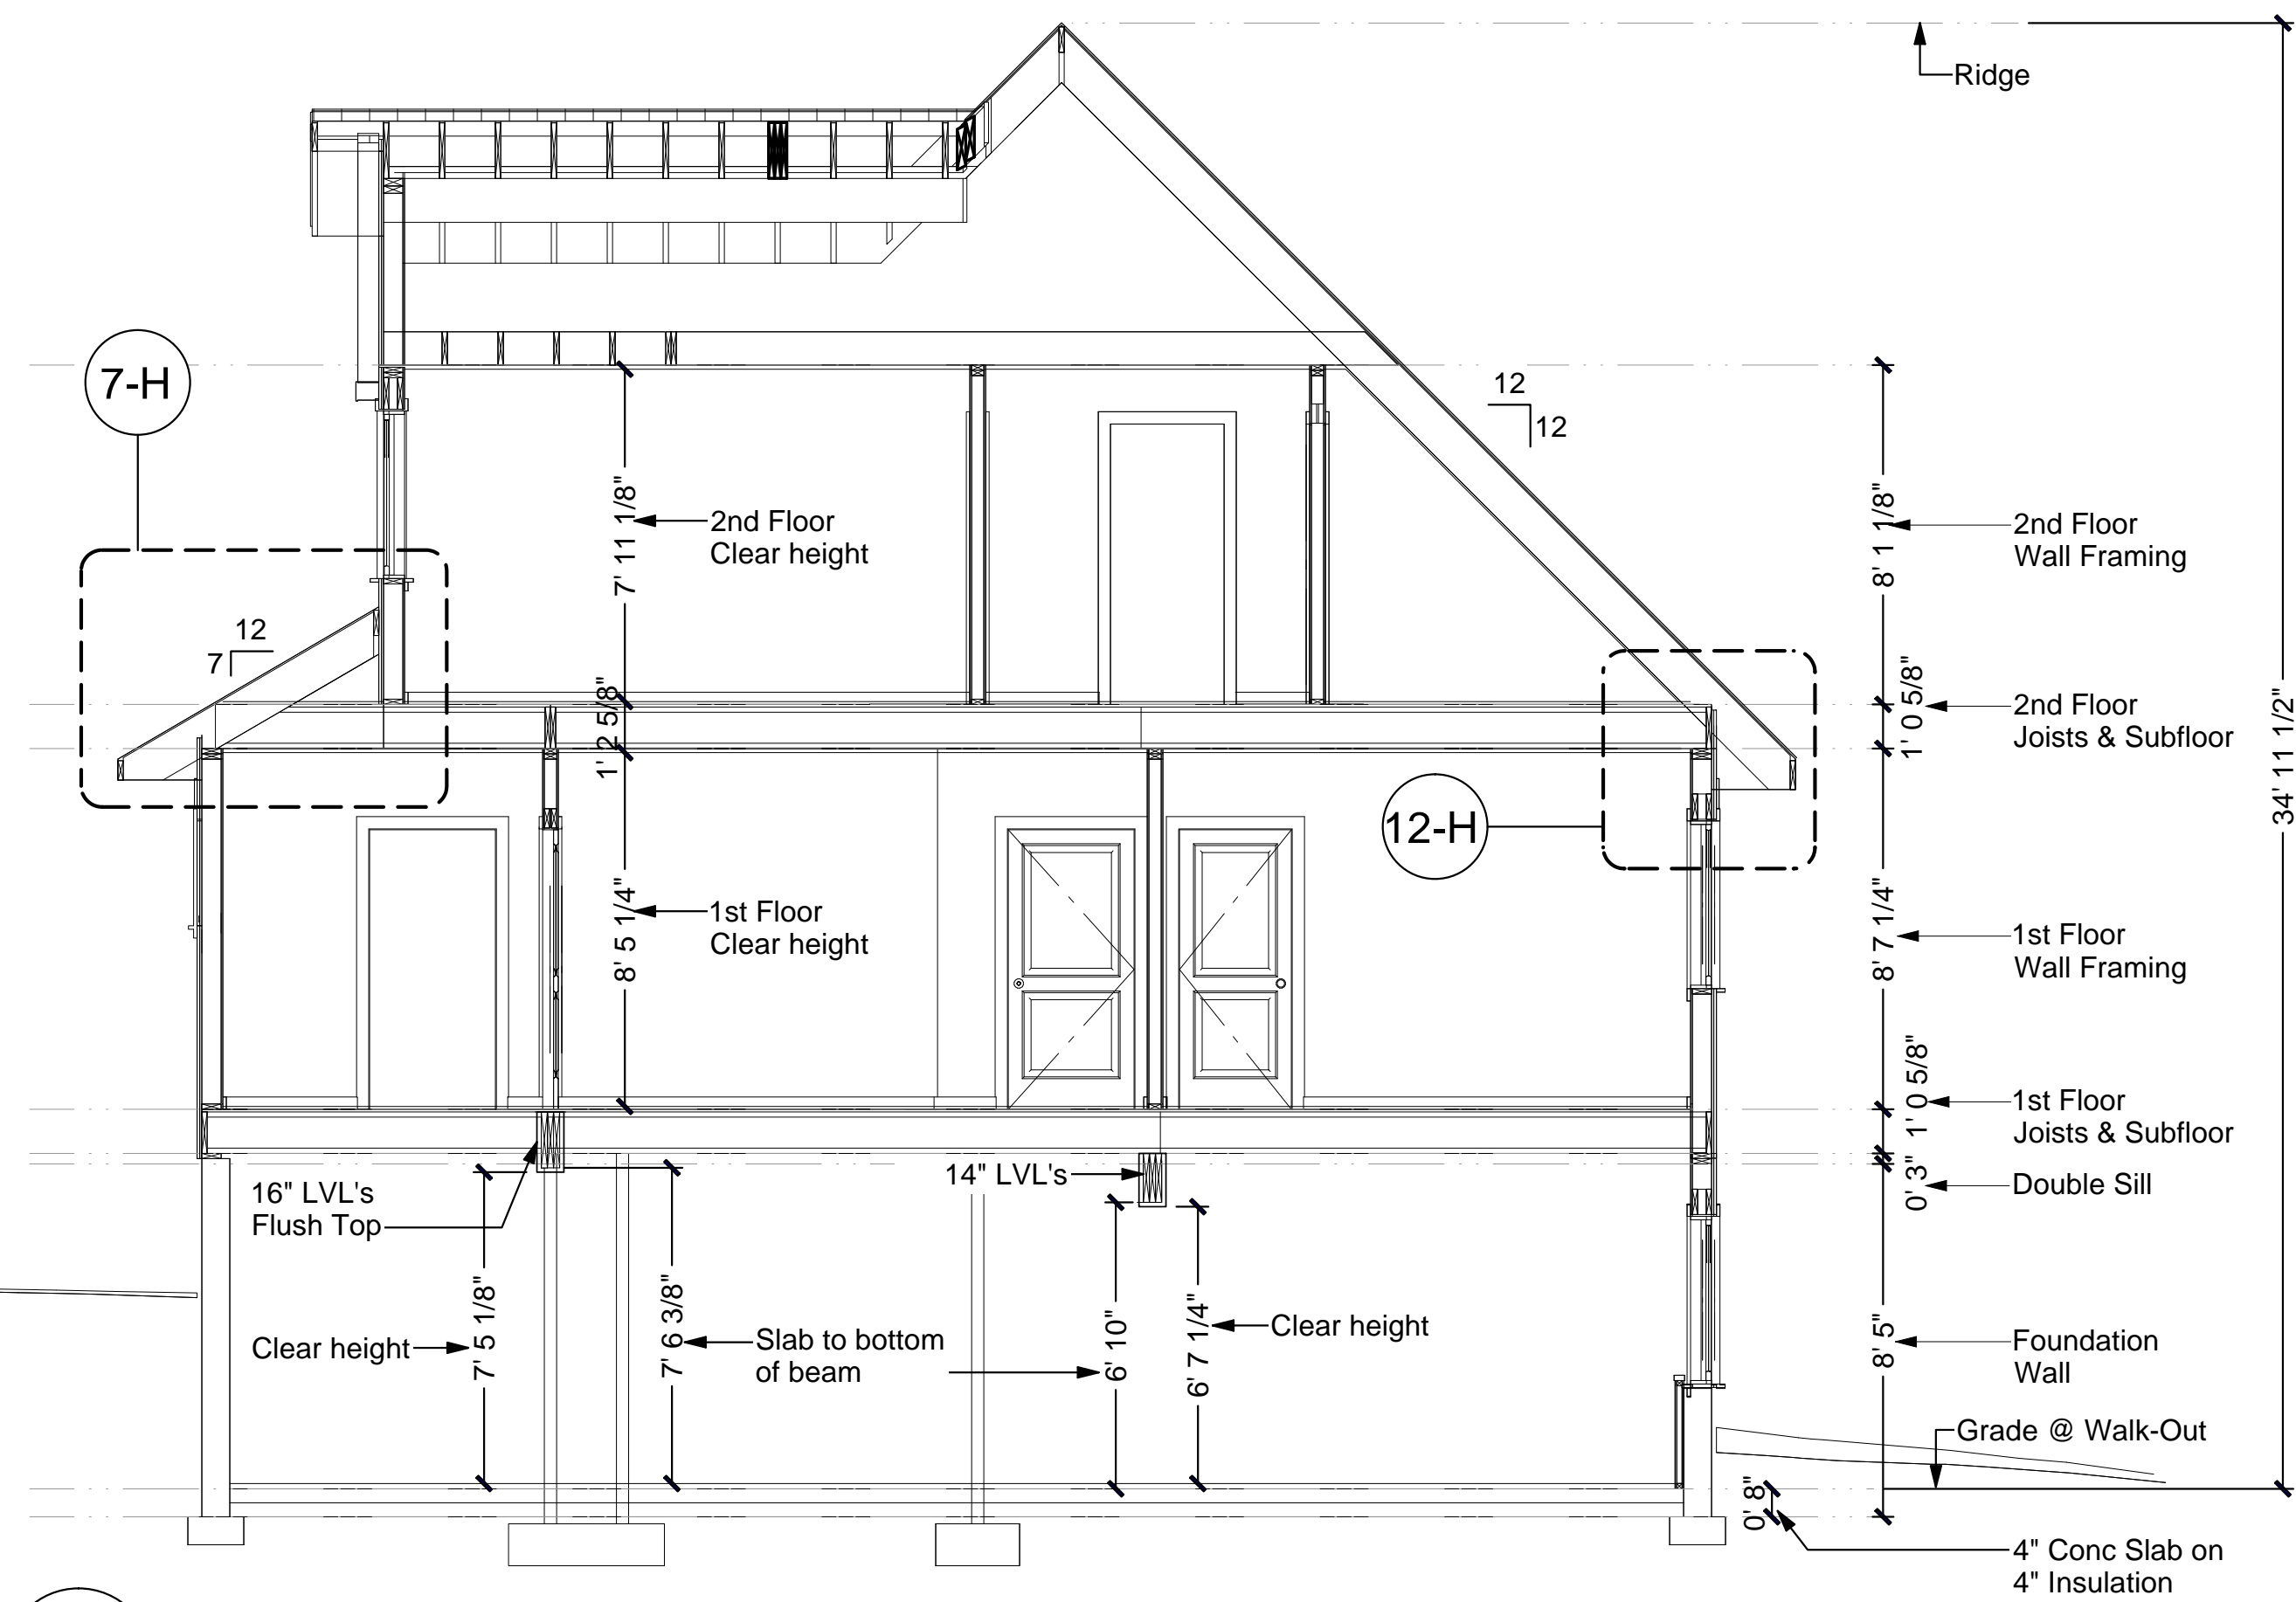 Ridge
7-H
12
12
7' 11 1/8"
2nd Floor
Clear height
8' 1 1/8"
2nd Floor
Wall Framing
12
7
1' 2 5/8"
1' 0 5/8"
2nd Floor
Joists & Subfloor
34' 11 1/2"
12-H
8' 5 1/4"
1st Floor
Clear height
8' 7 1/4"
1st Floor
Wall Framing
1' 0 5/8"
1st Floor
Joists & Subfloor
16" LVL's
Flush Top
14" LVL's
0' 3"
Double Sill
Clear height
7' 5 1/8"
7' 6 3/8"
Slab to bottom
of beam
6' 10"
6' 7 1/4"
Clear height
8' 5"
Foundation
Wall
Grade @ Walk-Out
0' 8"
4" Conc Slab on
4" Insulation